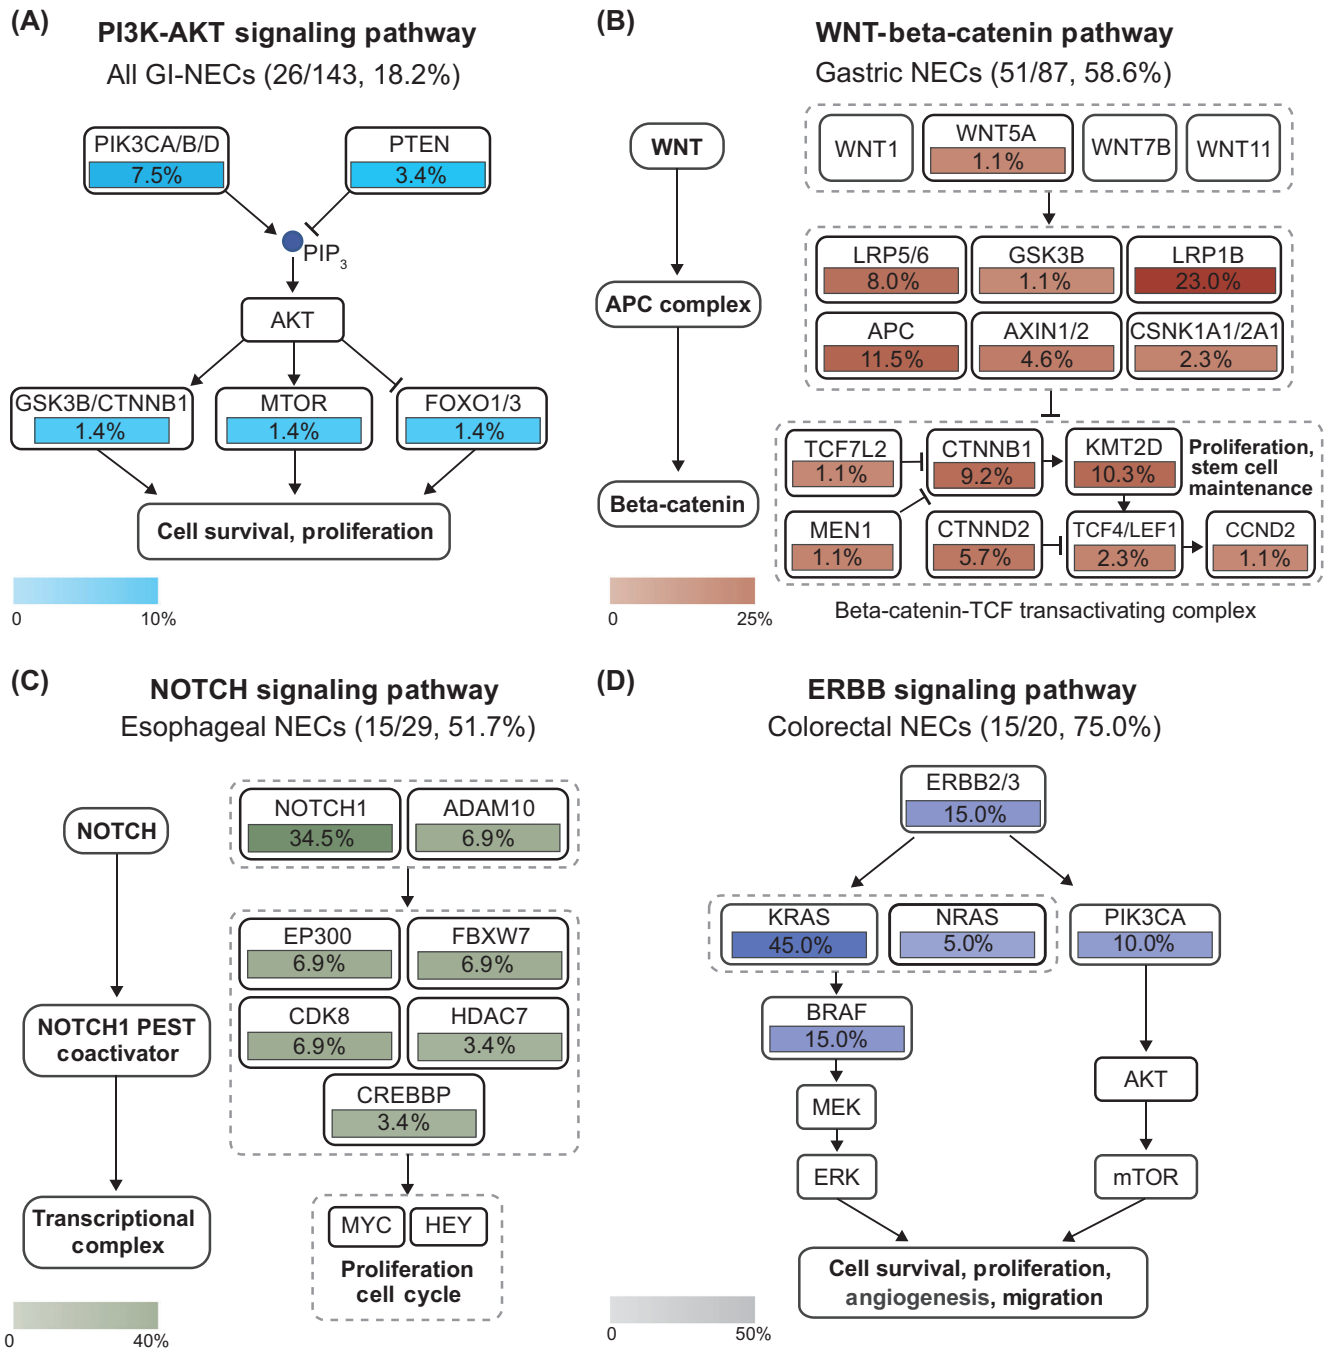 (A)
PI3K-AKT signaling pathway
All GI-NECs (26/143, 18.2%)
PIK3CA/B/D
7.5%
PTEN
3.4%
PIP3
AKT
GSK3B/CTNNB1
1.4%
MTOR
1.4%
FOXO1/3
1.4%
Cell survival, proliferation
0
10%
(B)
WNT-beta-catenin pathway
Gastric NECs (51/87, 58.6%)
WNT
APC complex
Beta-catenin
WNT1
WNT5A
1.1%
WNT7B
WNT11
LRP5/6
8.0%
GSK3B
1.1%
LRP1B
23.0%
APC
11.5%
AXIN1/2
4.6%
CSNK1A1/2A1
2.3%
TCF7L2
1.1%
CTNNB1
9.2%
KMT2D
10.3%
Proliferation,
stem cell
maintenance
MEN1
1.1%
CTNND2
5.7%
TCF4/LEF1
2.3%
CCND2
1.1%
Beta-catenin-TCF transactivating complex
0
25%
(C)
NOTCH signaling pathway
Esophageal NECs (15/29, 51.7%)
NOTCH
NOTCH1 PEST
coactivator
Transcriptional
complex
NOTCH1
34.5%
ADAM10
6.9%
EP300
6.9%
FBXW7
6.9%
CDK8
6.9%
HDAC7
3.4%
CREBBP
3.4%
MYC
HEY
Proliferation
cell cycle
0
40%
(D)
ERBB signaling pathway
Colorectal NECs (15/20, 75.0%)
ERBB2/3
15.0%
KRAS
45.0%
NRAS
5.0%
PIK3CA
10.0%
BRAF
15.0%
MEK
ERK
AKT
mTOR
Cell survival, proliferation,
angiogenesis, migration
0
50%